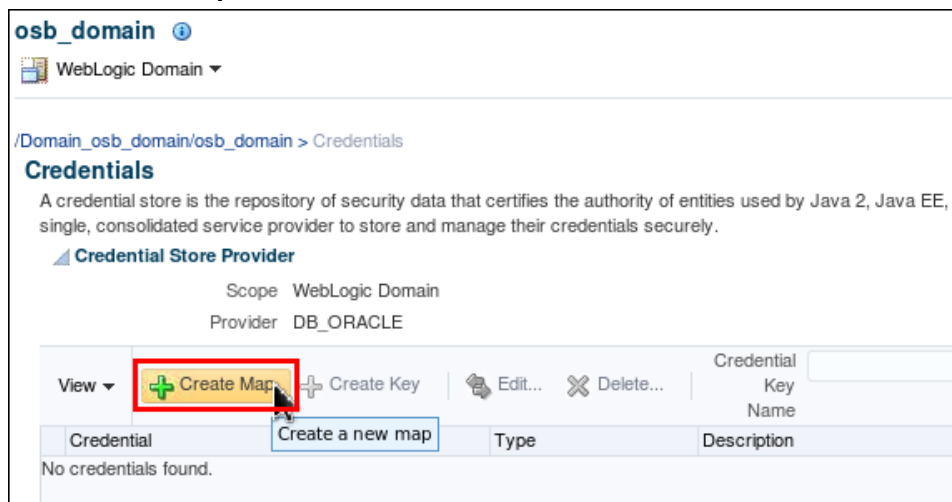 osb_domain
WebLogic Domain
/Domain_osb_domain/osb_domain > Credentials
Credentials
A credential store is the repository of security data that certifies the authority of entities used by Java 2, Java EE,
single, consolidated service provider to store and manage their credentials securely.
Credential Store Provider
Scope WebLogic Domain
Provider DB_ORACLE
View Create Map Create Key Edit... Delete... Credential Key Name
Create a new map
Credential Type Description
No credentials found.